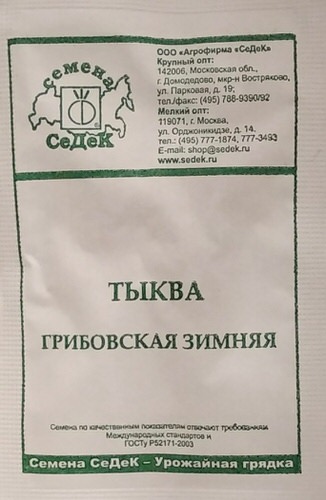 семена
СеДеК
ООО «Агрофирма «СеДеК»
Крупный опт:
142006, Московская обл.,
г. Домодедово, мкр-н Востряково,
ул. Парковая, д. 19;
тел./факс: (495) 788-9390/92
Мелкий опт:
119071, г. Москва,
ул. Орджоникидзе, д. 14.
тел.: (495) 777-1874, 777-3493
E-mail: shop@sedek.ru
www.sedek.ru
ТЫКВА
ГРИБОВСКАЯ ЗИМНЯЯ
Семена по качественным показателям отвечают требованиям
Международных стандартов и
ГОСТу Р52171-2003
Семена СеДеК – Урожайная грядка